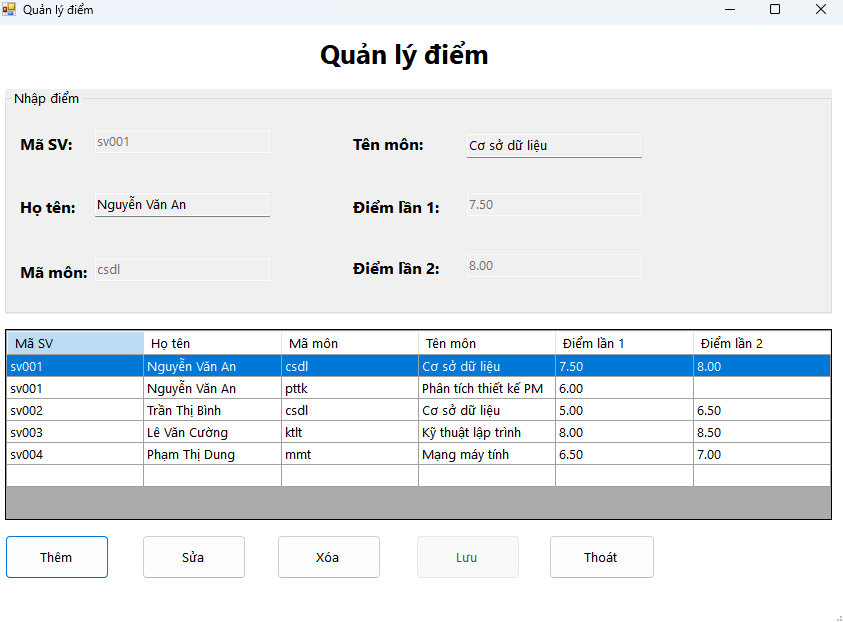 Quản lý điểm
Quản lý điểm
Nhập điểm
Mã SV: sv001 Tên môn: Cơ sở dữ liệu
Họ tên: Nguyễn Văn An Điểm lần 1: 7.50
Mã môn: csdl Điểm lần 2: 8.00
Mã SV Họ tên Mã môn Tên môn Điểm lần 1 Điểm lần 2
sv001 Nguyễn Văn An csdl Cơ sở dữ liệu 7.50 8.00
sv001 Nguyễn Văn An pttk Phân tích thiết kế PM 6.00
sv002 Trần Thị Bình csdl Cơ sở dữ liệu 5.00 6.50
sv003 Lê Văn Cường ktlt Kỹ thuật lập trình 8.00 8.50
sv004 Phạm Thị Dung mmt Mạng máy tính 6.50 7.00
Thêm Sửa Xóa Lưu Thoát